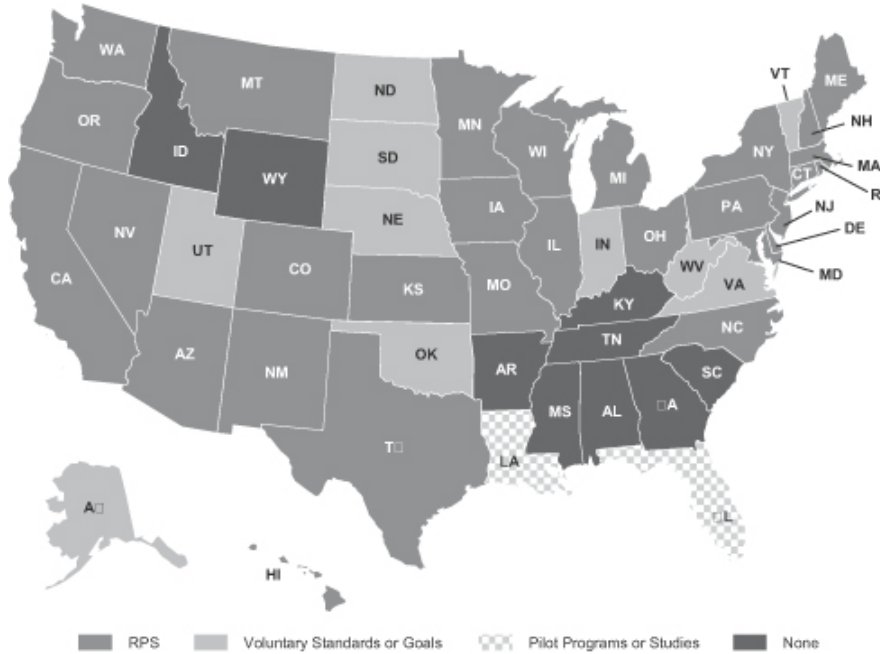 WA
MT
ND
VT
ME
OR
MN
NH
ID
SD
WI
NY
MA
WY
MI
CT
R
IA
NE
PA
NJ
NV
OH
DE
UT
IL
IN
CO
WV
MD
CA
KS
MO
VA
KY
NC
AZ
OK
TN
NM
AR
SC
MS
AL
□A
T□
LA
A□
□L
HI
RPS
Voluntary Standards or Goals
Pilot Programs or Studies
None